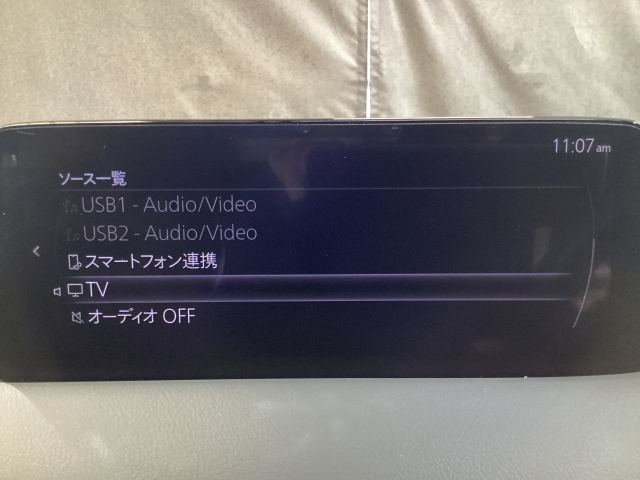 11:07 am
ソース一覧
USB1 - Audio/Video
USB2 - Audio/Video
スマートフォン連携
TV
オーディオ OFF